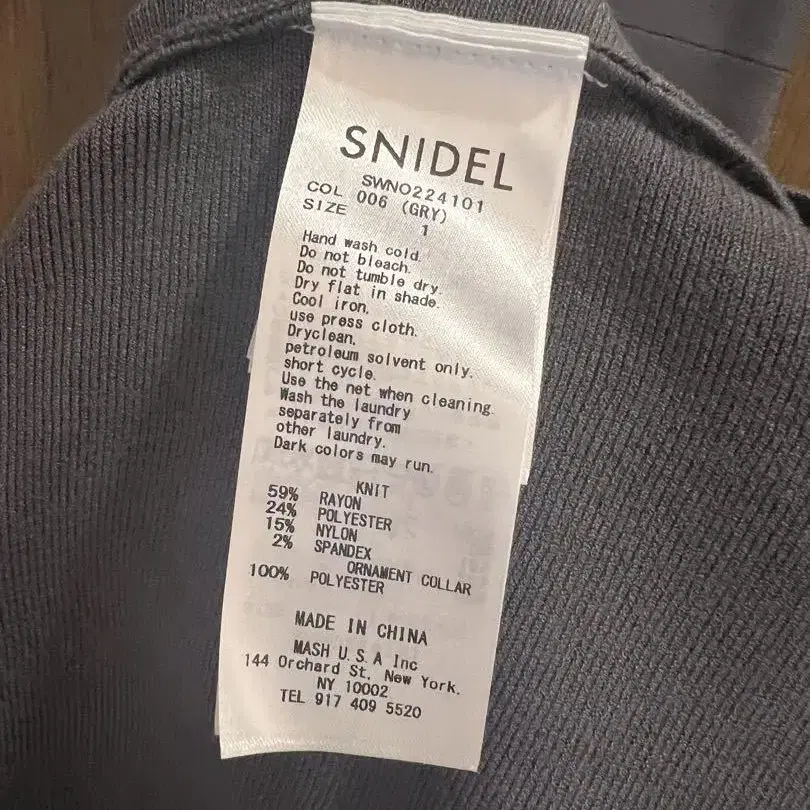 SNIDEL
SWNO224101
COL 006 (GRY)
SIZE 1
Hand wash cold.
Do not bleach.
Do not tumble dry.
Dry flat in shade.
Cool iron,
use press cloth.
Dryclean,
petroleum solvent only.
short cycle.
Use the net when cleaning.
Wash the laundry
separately from
other laundry.
Dark colors may run.
KNIT
59% RAYON
24% POLYESTER
15% NYLON
2% SPANDEX
ORNAMENT COLLAR
100% POLYESTER
MADE IN CHINA
MASH U.S.A Inc
144 Orchard St, New York.
NY 10002
TEL 917 409 5520